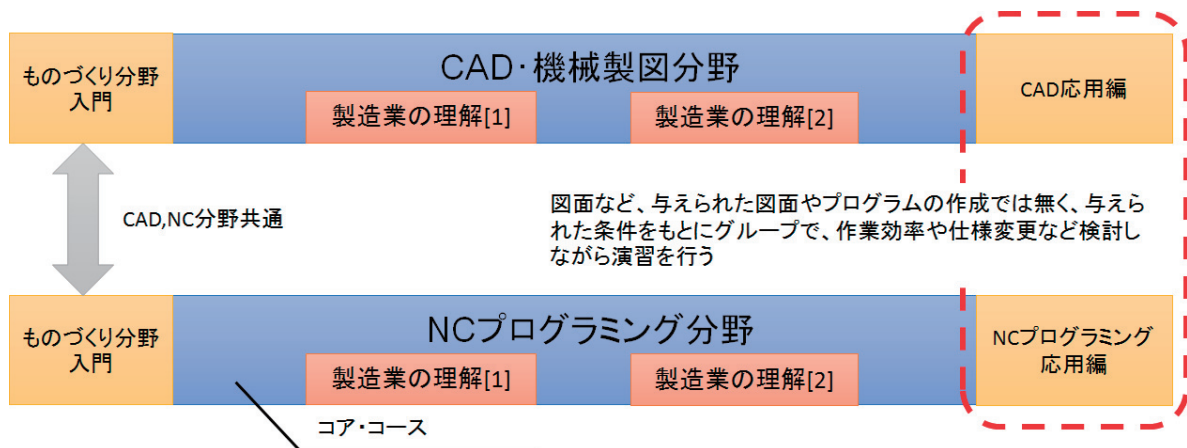 ものづくり分野
入門
CAD・機械製図分野
製造業の理解[1]
製造業の理解[2]
CAD応用編
CAD,NC分野共通
図面など、与えられた図面やプログラムの作成では無く、与えら
れた条件をもとにグループで、作業効率や仕様変更など検討し
ながら演習を行う
ものづくり分野
入門
NCプログラミング分野
製造業の理解[1]
製造業の理解[2]
NCプログラミング
応用編
コア・コース